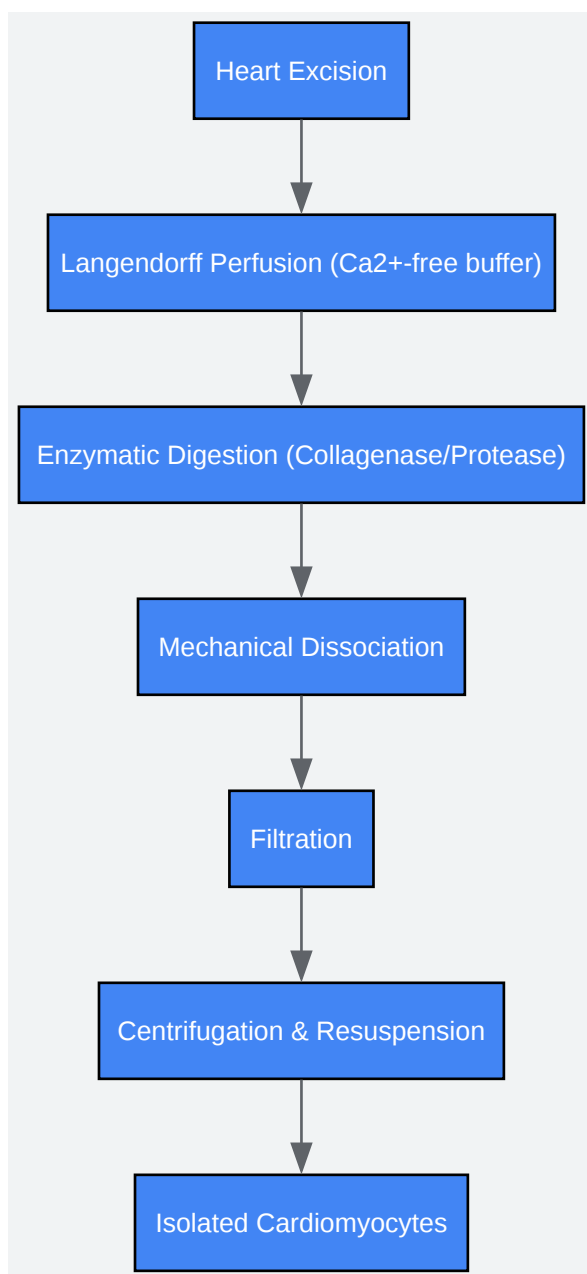 Heart Excision
Langendorff Perfusion (Ca2+-free buffer)
Enzymatic Digestion (Collagenase/Protease)
Mechanical Dissociation
Filtration
Centrifugation & Resuspension
Isolated Cardiomyocytes